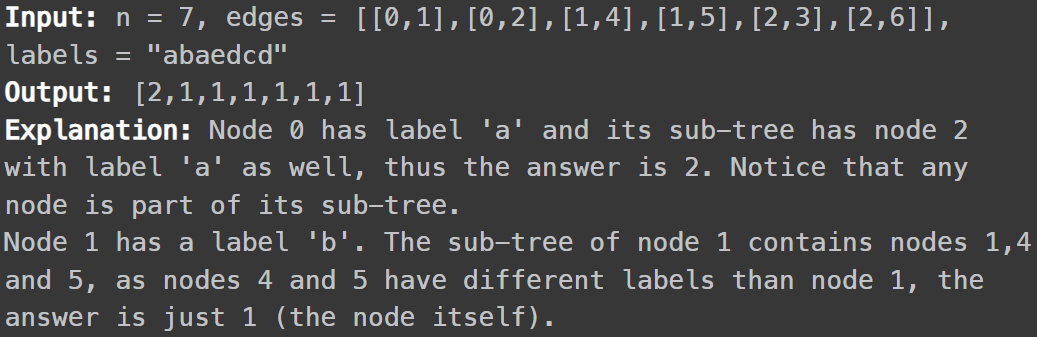 Input: n = 7, edges = [[0,1],[0,2],[1,4],[1,5],[2,3],[2,6]],
labels = "abaedcd"
Output: [2,1,1,1,1,1,1]
Explanation: Node 0 has label 'a' and its sub-tree has node 2
with label 'a' as well, thus the answer is 2. Notice that any
node is part of its sub-tree.
Node 1 has a label 'b'. The sub-tree of node 1 contains nodes 1,4
and 5, as nodes 4 and 5 have different labels than node 1, the
answer is just 1 (the node itself).